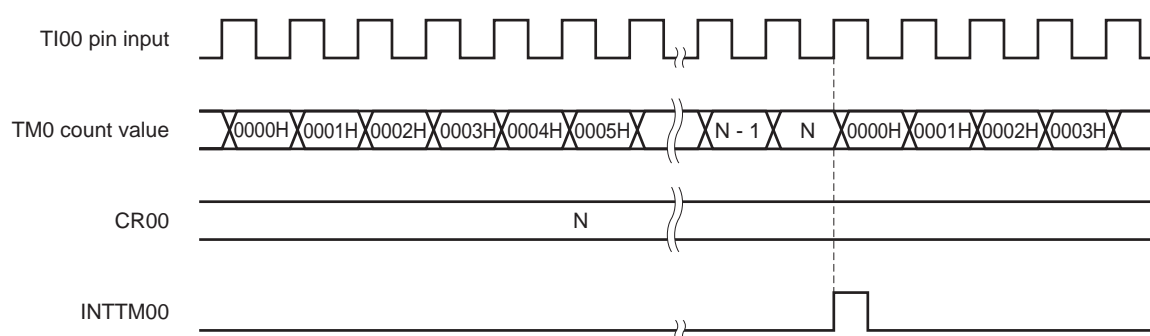 TI00 pin input
TM0 count value 0000H 0001H 0002H 0003H 0004H 0005H N - 1 N 0000H 0001H 0002H 0003H
CR00 N
INTTM00